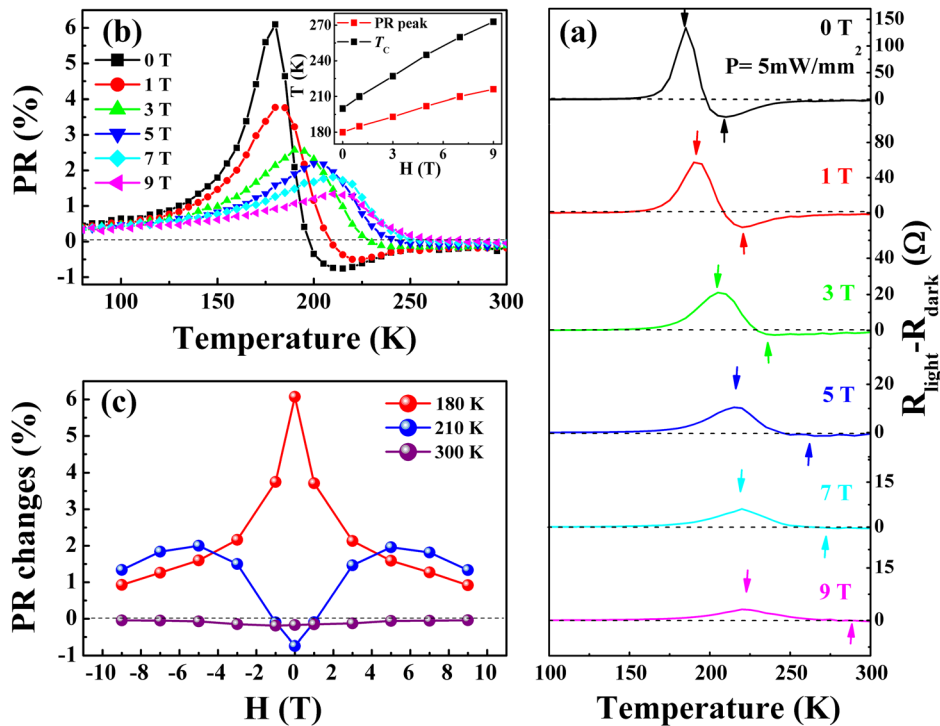 (b)
0 T
1 T
3 T
5 T
7 T
9 T
PR (%)
6
5
4
3
2
1
0
-1
100 150 200 250 300
Temperature (K)
PR peak
T_C
T (K)
270
240
210
180
0 3 6 9
H (T)
(a)
0 T
P= 5mW/mm²
150
100
50
0
1 T
80
40
0
3 T
40
20
0
5 T
20
0
7 T
15
0
9 T
15
0
R_light-R_dark (Ω)
100 150 200 250 300
Temperature (K)
(c)
180 K
210 K
300 K
PR changes (%)
6
5
4
3
2
1
0
-1
-10 -8 -6 -4 -2 0 2 4 6 8 10
H (T)